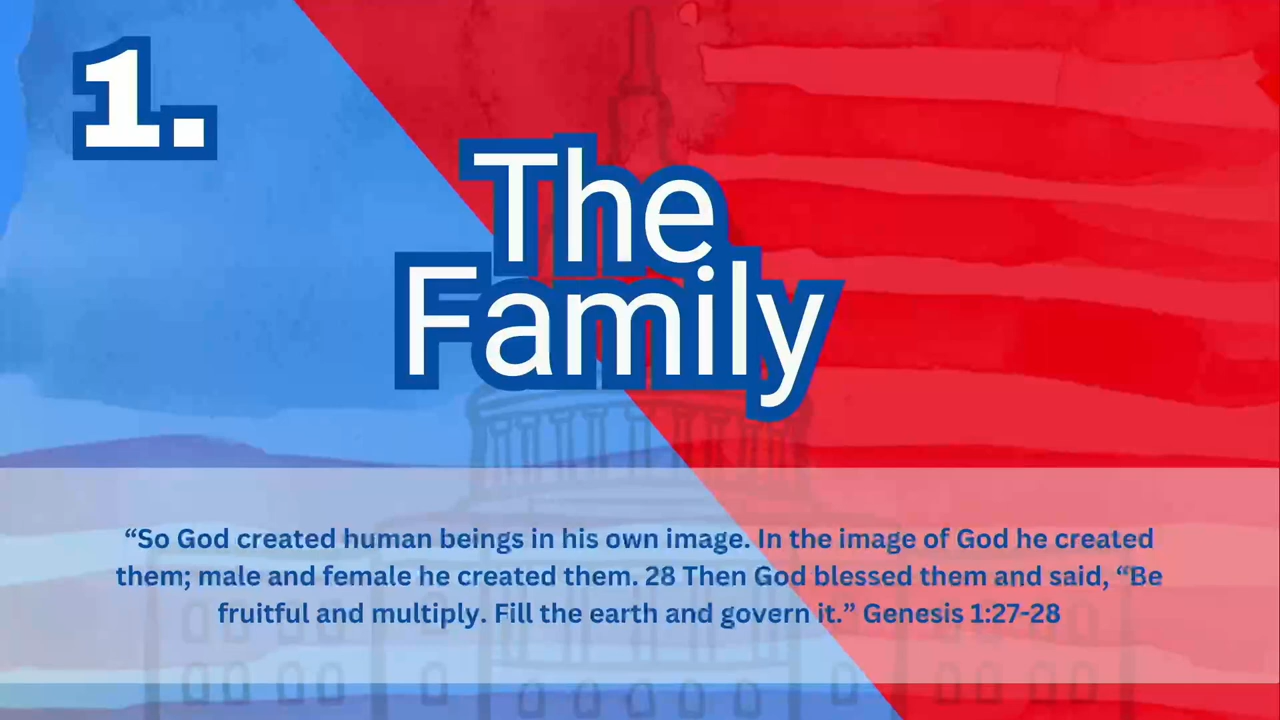 1.
The
Family
“So God created human beings in his own image. In the image of God he created
them; male and female he created them. 28 Then God blessed them and said, “Be
fruitful and multiply. Fill the earth and govern it.” Genesis 1:27-28